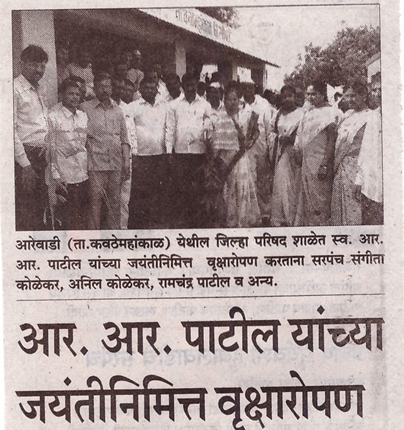 आरेवाडी (ता.कवठेमहांकाळ) येथील जिल्हा परिषद शाळेत स्व. आर.
आर. पाटील यांच्या जयंतीनिमित्त वृक्षारोपण करताना सरपंच संगीता
कोळेकर, अनिल कोळेकर, रामचंद्र पाटील व अन्य.
आर. आर. पाटील यांच्या
जयंतीनिमित्त वृक्षारोपण